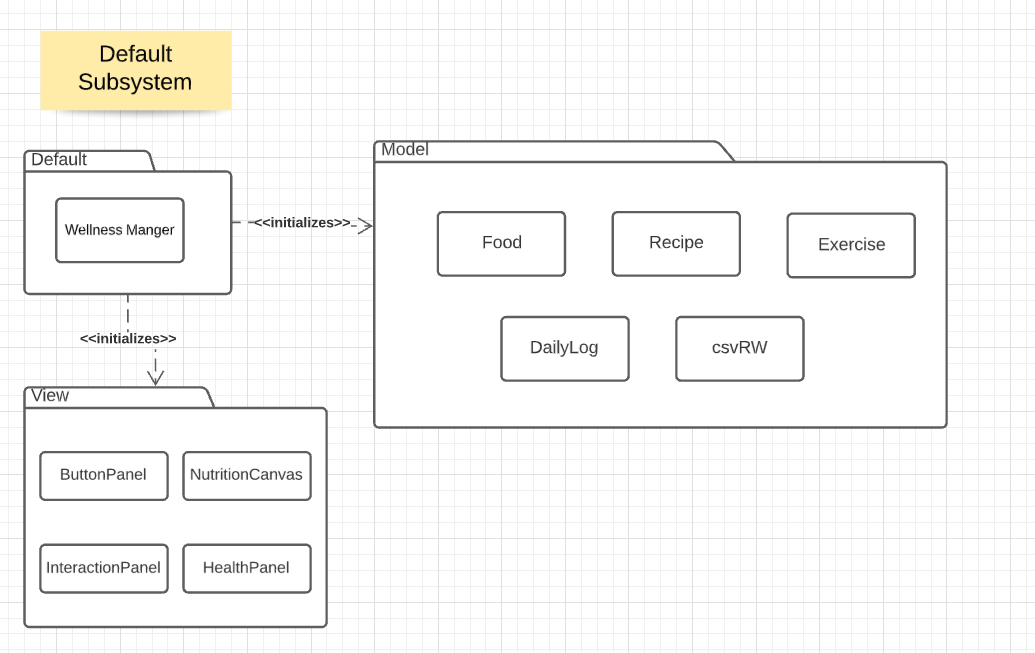 Default
Subsystem
Default
Wellness Manger
<<initializes>>
Model
Food
Recipe
Exercise
DailyLog
csvRW
<<initializes>>
View
ButtonPanel
NutritionCanvas
InteractionPanel
HealthPanel